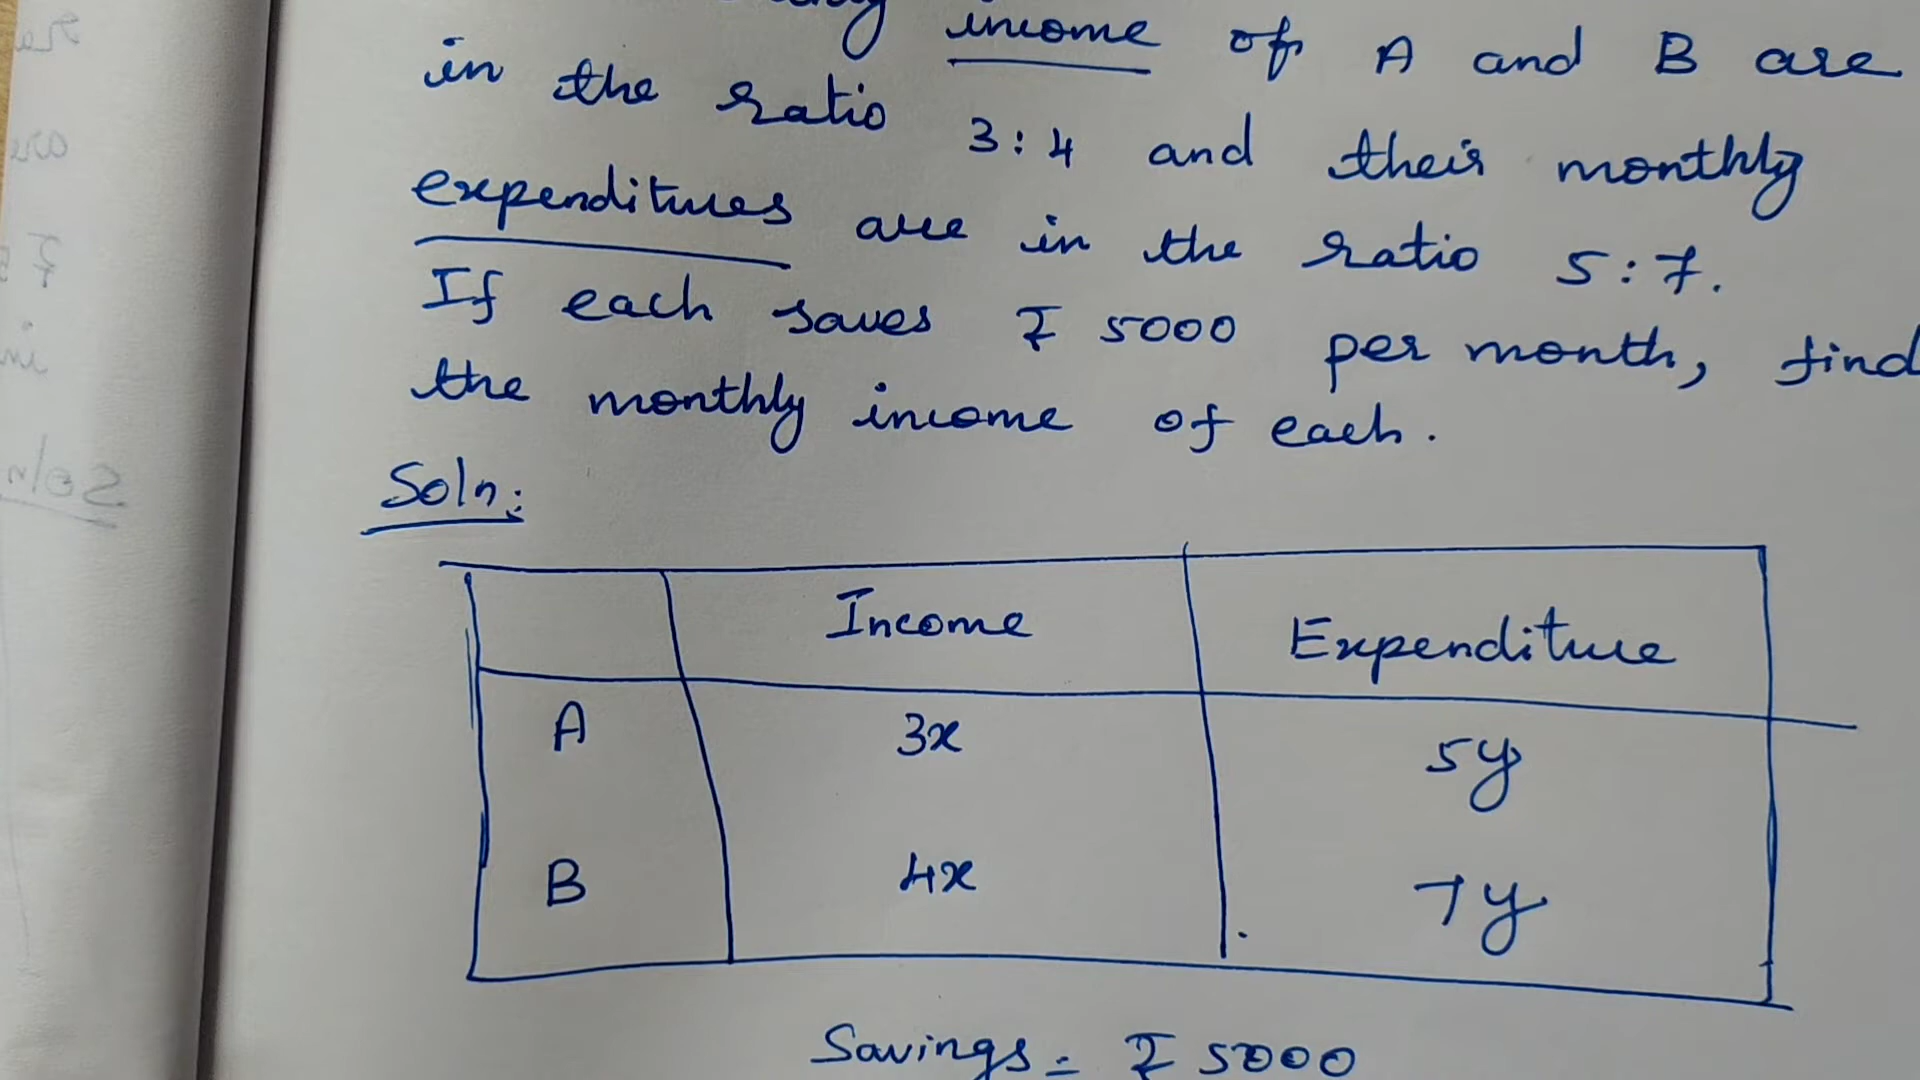 income of A and B are
in the ratio 3:4 and their monthly
expenditures are in the ratio 5:7.
If each saves ₹ 5000 per month, find
the monthly income of each.
Soln:
Income Expenditure
A 3x 5y
B 4x 7y
Savings = ₹ 5000